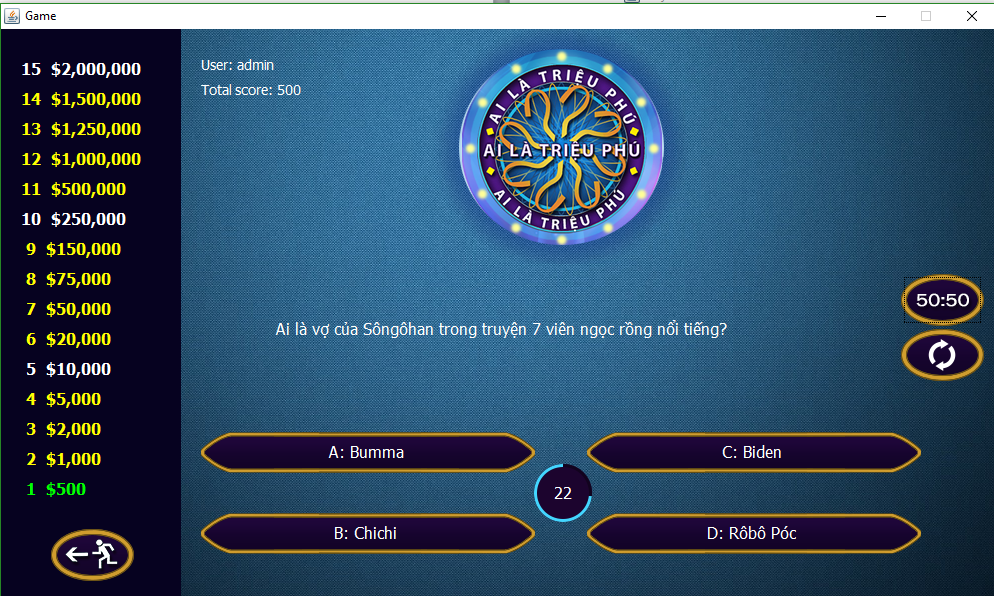 Game
15 $2,000,000
14 $1,500,000
13 $1,250,000
12 $1,000,000
11 $500,000
10 $250,000
9 $150,000
8 $75,000
7 $50,000
6 $20,000
5 $10,000
4 $5,000
3 $2,000
2 $1,000
1 $500
User: admin
Total score: 500
AI LÀ TRIỆU PHÚ
AI LÀ TRIỆU PHÚ
AI LÀ TRIỆU PHÚ
50:50
Ai là vợ của Sôngôhan trong truyện 7 viên ngọc rồng nổi tiếng?
A: Bumma
C: Biden
22
B: Chichi
D: Rôbô Póc